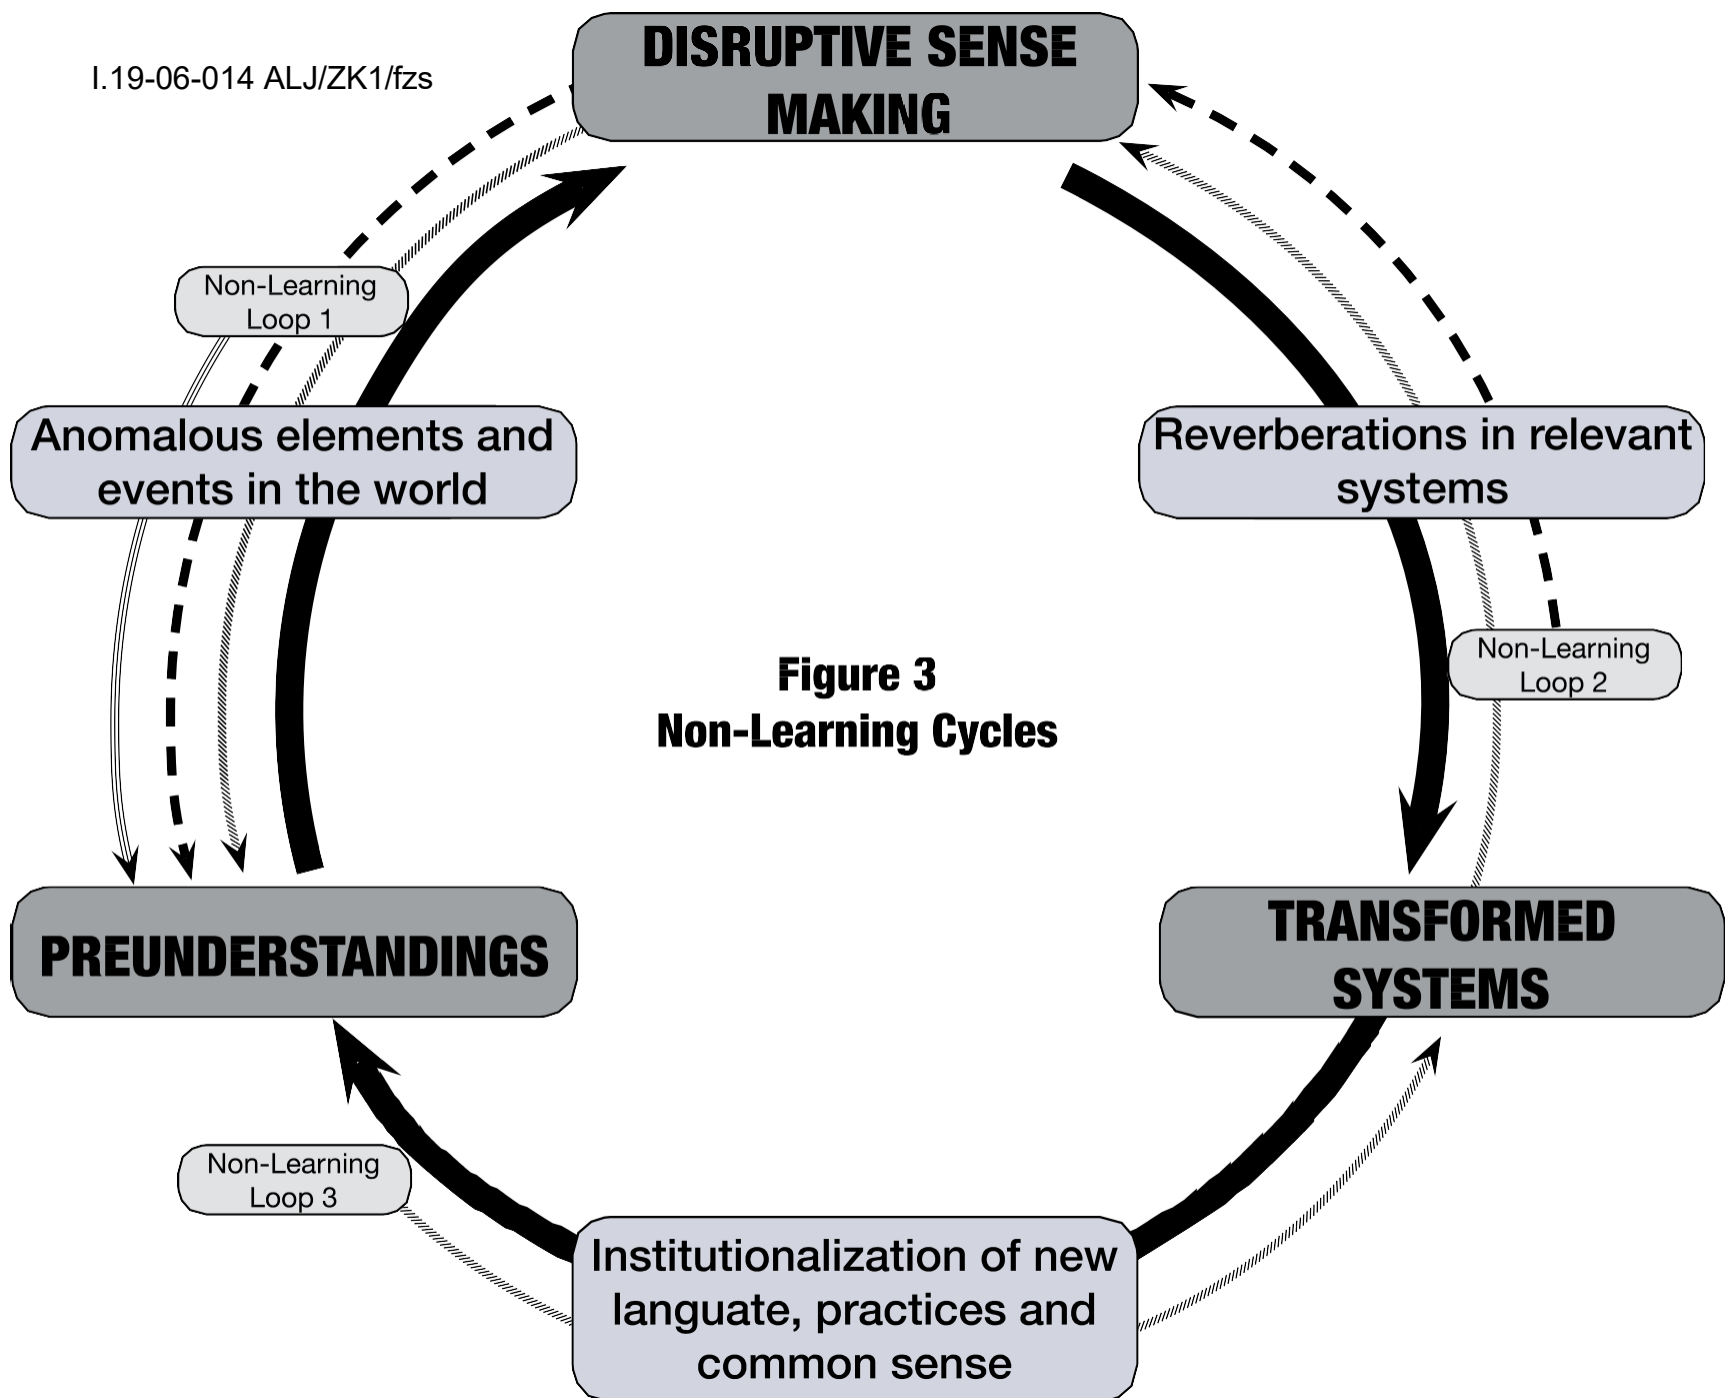 I.19-06-014 ALJ/ZK1/fzs
DISRUPTIVE SENSE
MAKING
Non-Learning
Loop 1
Anomalous elements and
events in the world
Reverberations in relevant
systems
Non-Learning
Loop 2
Figure 3
Non-Learning Cycles
PREUNDERSTANDINGS
TRANSFORMED
SYSTEMS
Non-Learning
Loop 3
Institutionalization of new
languate, practices and
common sense